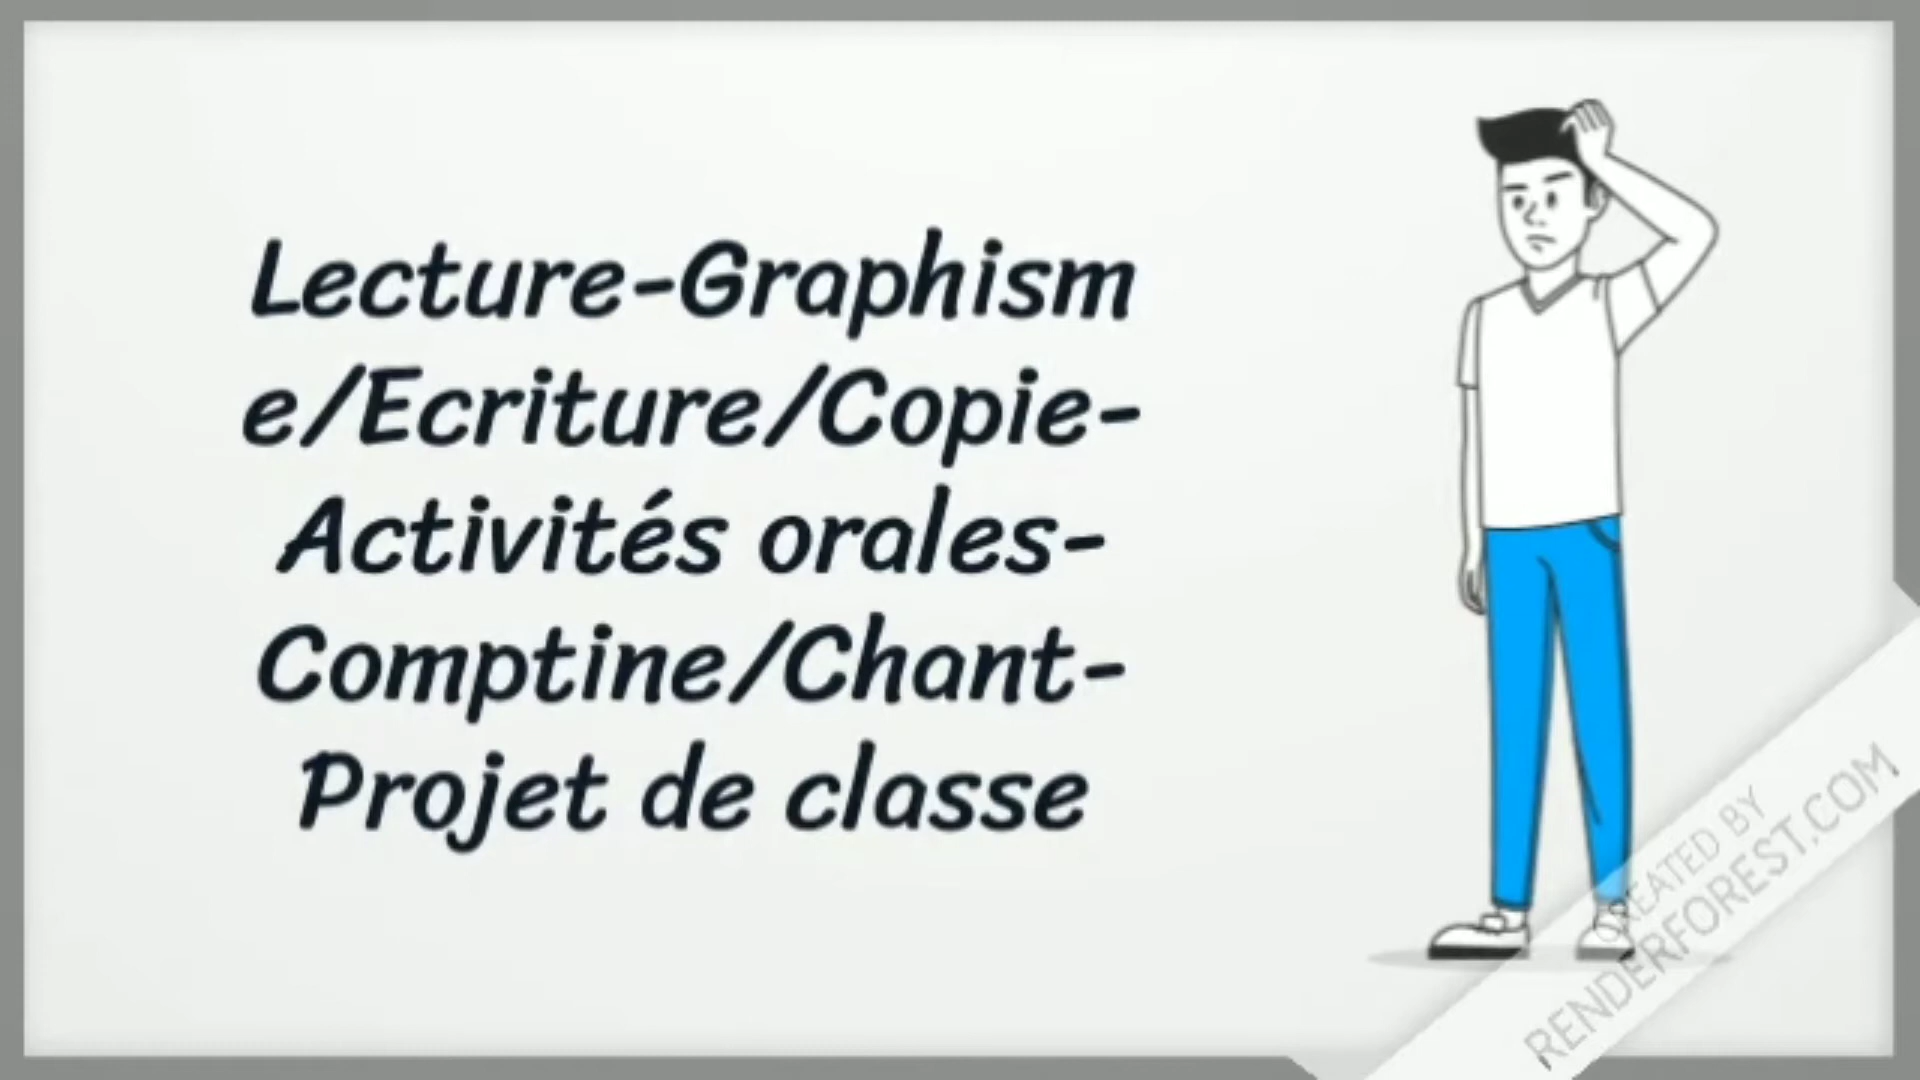 Lecture-Graphism
e/Ecriture/Copie-
Activités orales-
Comptine/Chant-
Projet de classe
CREATED BY
RENDERFOREST.COM